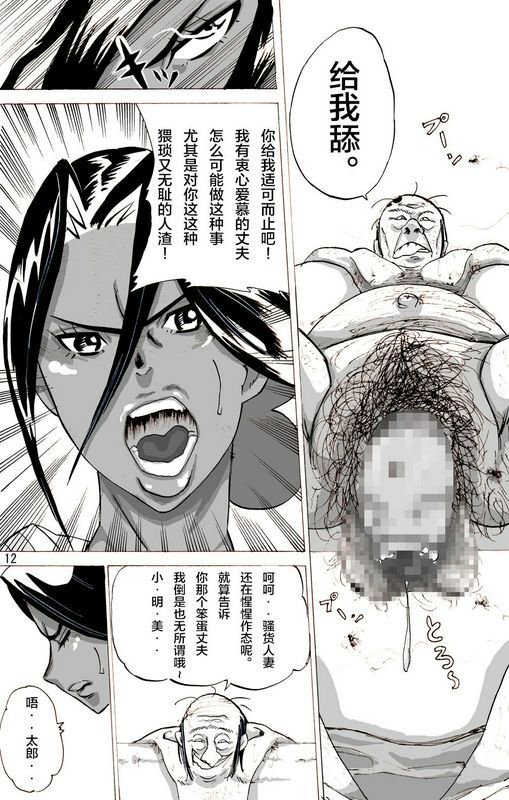 给我舔。
プ～ン
你给我适可而止吧！
我有衷心爱慕的丈夫
怎么可能做这种事
尤其是对你这这种
猥琐又无耻的人渣！
とろ～
呵呵．．骚货人妻
还在惺惺作态呢。
就算告诉
你那个笨蛋丈夫
我倒是也无所谓哦～
小．明．美．．
唔．．太郎．．
12